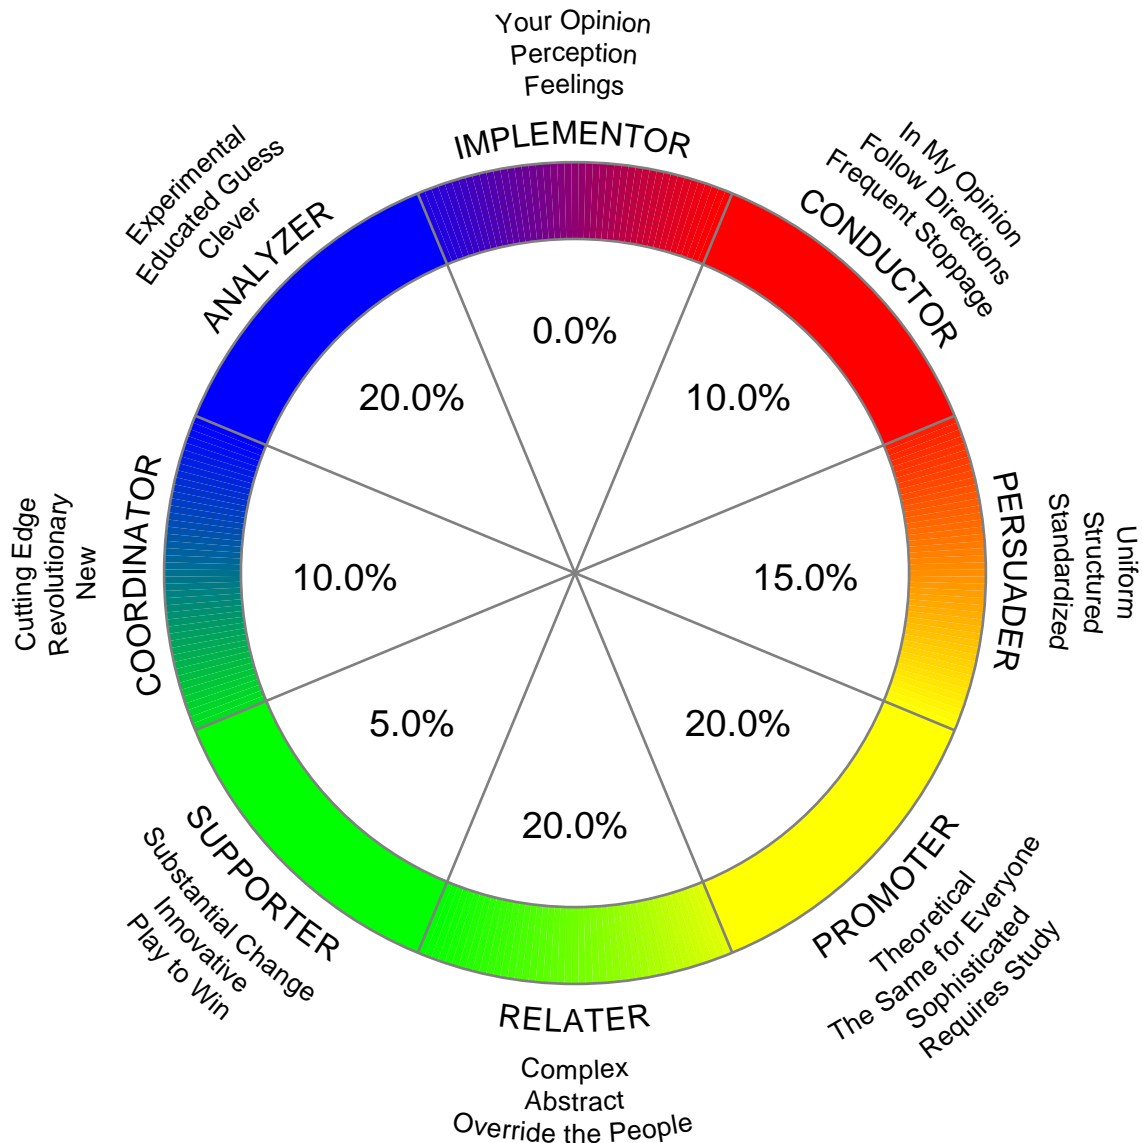 Your Opinion
Perception
Feelings
IMPLEMENTOR
0.0%
In My Opinion
Follow Directions
Frequent Stoppage
CONDUCTOR
10.0%
Uniform
Structured
Standardized
PERSUADER
15.0%
PROMOTER
Theoretical
The Same for Everyone
Sophisticated
Requires Study
20.0%
RELATER
Complex
Abstract
Override the People
20.0%
SUPPORTER
Substantial Change
Innovative
Play to Win
5.0%
Cutting Edge
Revolutionary
New
COORDINATOR
10.0%
Experimental
Educated Guess
Clever
ANALYZER
20.0%